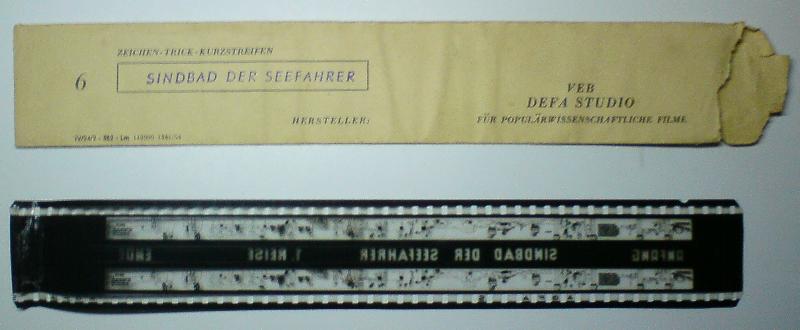 ZEICHEN-TRICK-KURZSTREIFEN
6
SINDBAD DER SEEFAHRER
VEB
DEFA STUDIO
HERSTELLER:
FÜR POPULÄRWISSENSCHAFTLICHE FILME
ANFANG SINDBAD DER SEEFAHRER 1. REISE ENDE